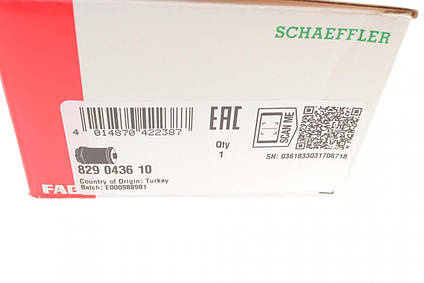 SCHAEFFLER
4 014870 422387
EAC
Qty
1
SCAN ME
SN: 0361833031706718
829 0436 10
Country of Origin: Turkey
Batch: E000988981